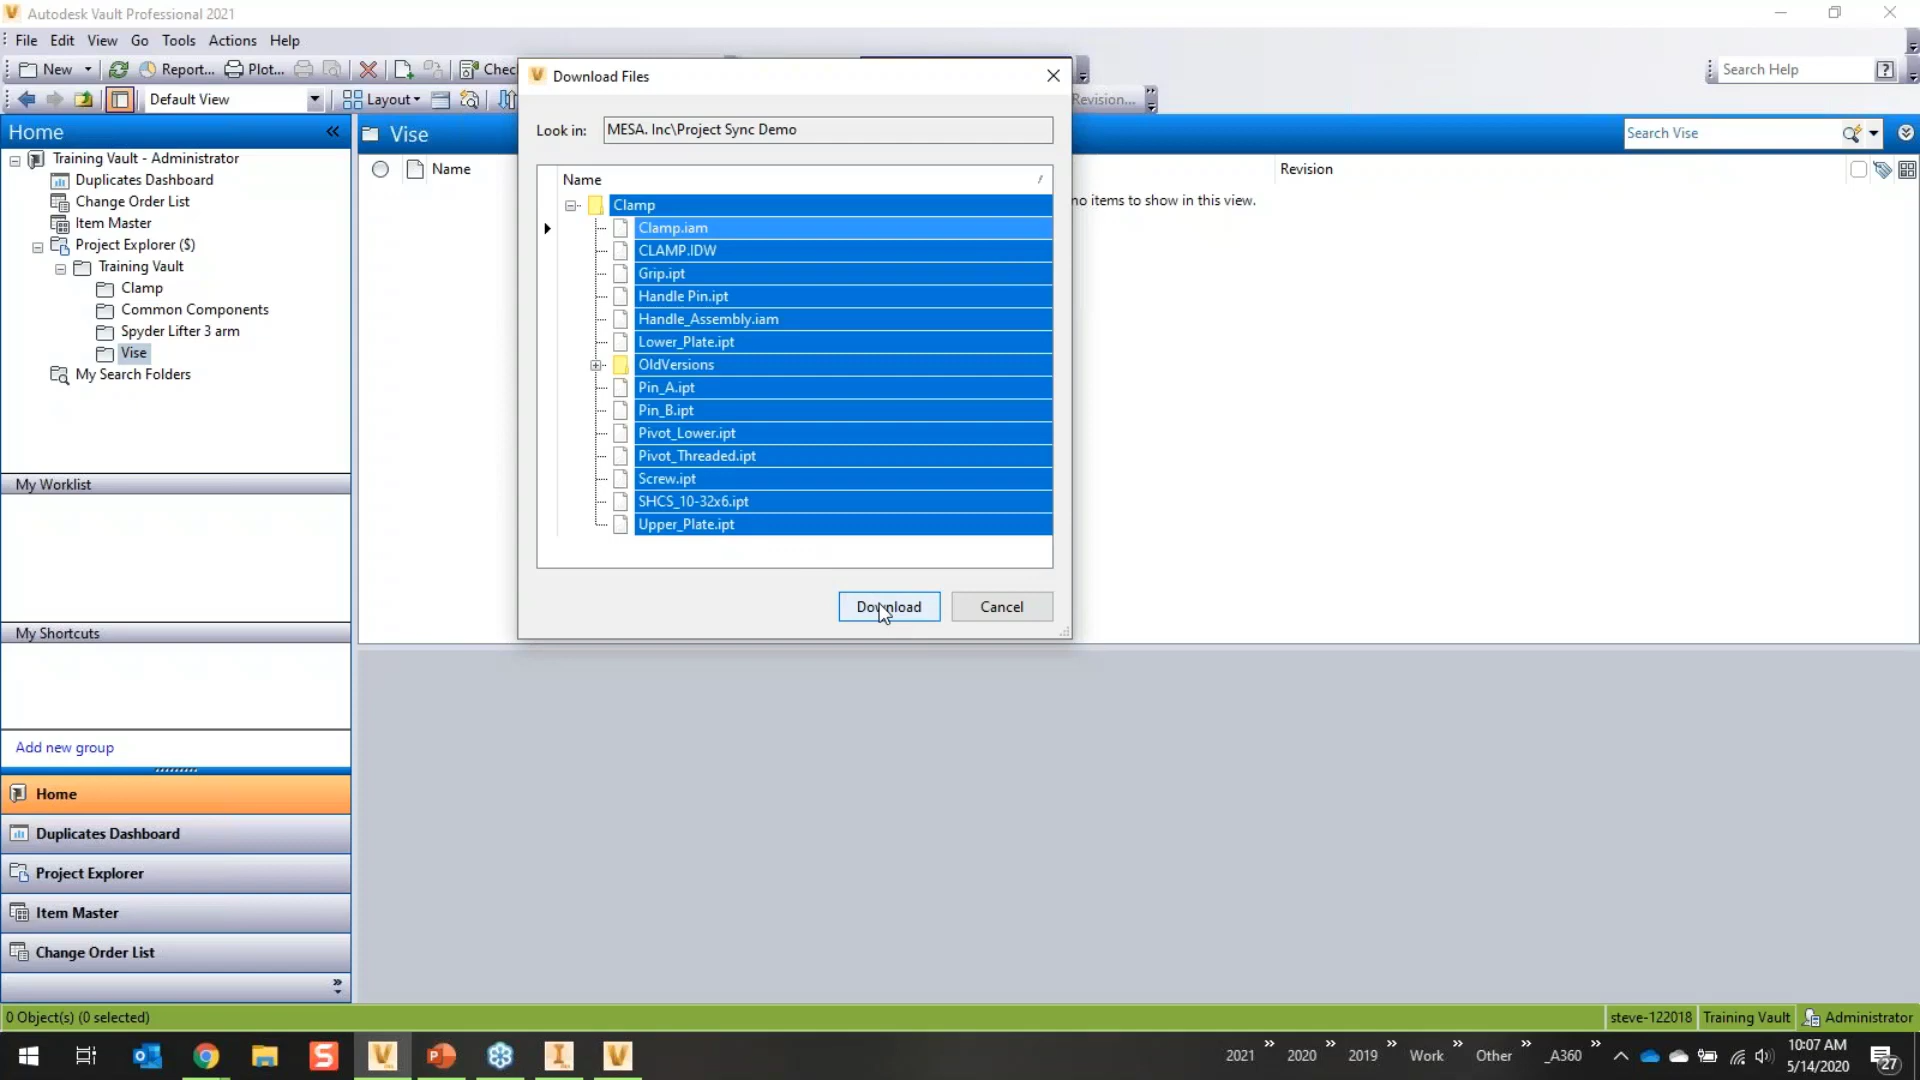 Autodesk Vault Professional 2021
File Edit View Go Tools Actions Help
New Report... Plot... Chec
Search Help
Default View Layout
Revision...
Home
Training Vault - Administrator
Duplicates Dashboard
Change Order List
Item Master
Project Explorer ($)
Training Vault
Clamp
Common Components
Spyder Lifter 3 arm
Vise
My Search Folders
My Worklist
My Shortcuts
Add new group
Home
Duplicates Dashboard
Project Explorer
Item Master
Change Order List
Vise
Search Vise
Name
Revision
no items to show in this view.
Download Files
Look in: MESA. Inc\Project Sync Demo
Name
Clamp
Clamp.iam
CLAMP.IDW
Grip.ipt
Handle Pin.ipt
Handle_Assembly.iam
Lower_Plate.ipt
OldVersions
Pin_A.ipt
Pin_B.ipt
Pivot_Lower.ipt
Pivot_Threaded.ipt
Screw.ipt
SHCS_10-32x6.ipt
Upper_Plate.ipt
Download Cancel
0 Object(s) (0 selected)
steve-122018 Training Vault Administrator
2021 2020 2019 Work Other _A360
10:07 AM
5/14/2020
27